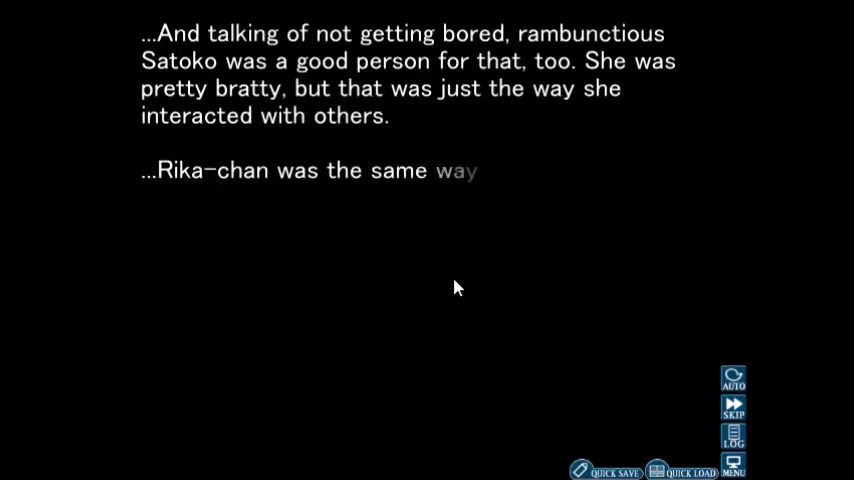 ...And talking of not getting bored, rambunctious
Satoko was a good person for that, too. She was
pretty bratty, but that was just the way she
interacted with others.
...Rika-chan was the same way
AUTO
SKIP
LOG
MENU
QUICK SAVE
QUICK LOAD